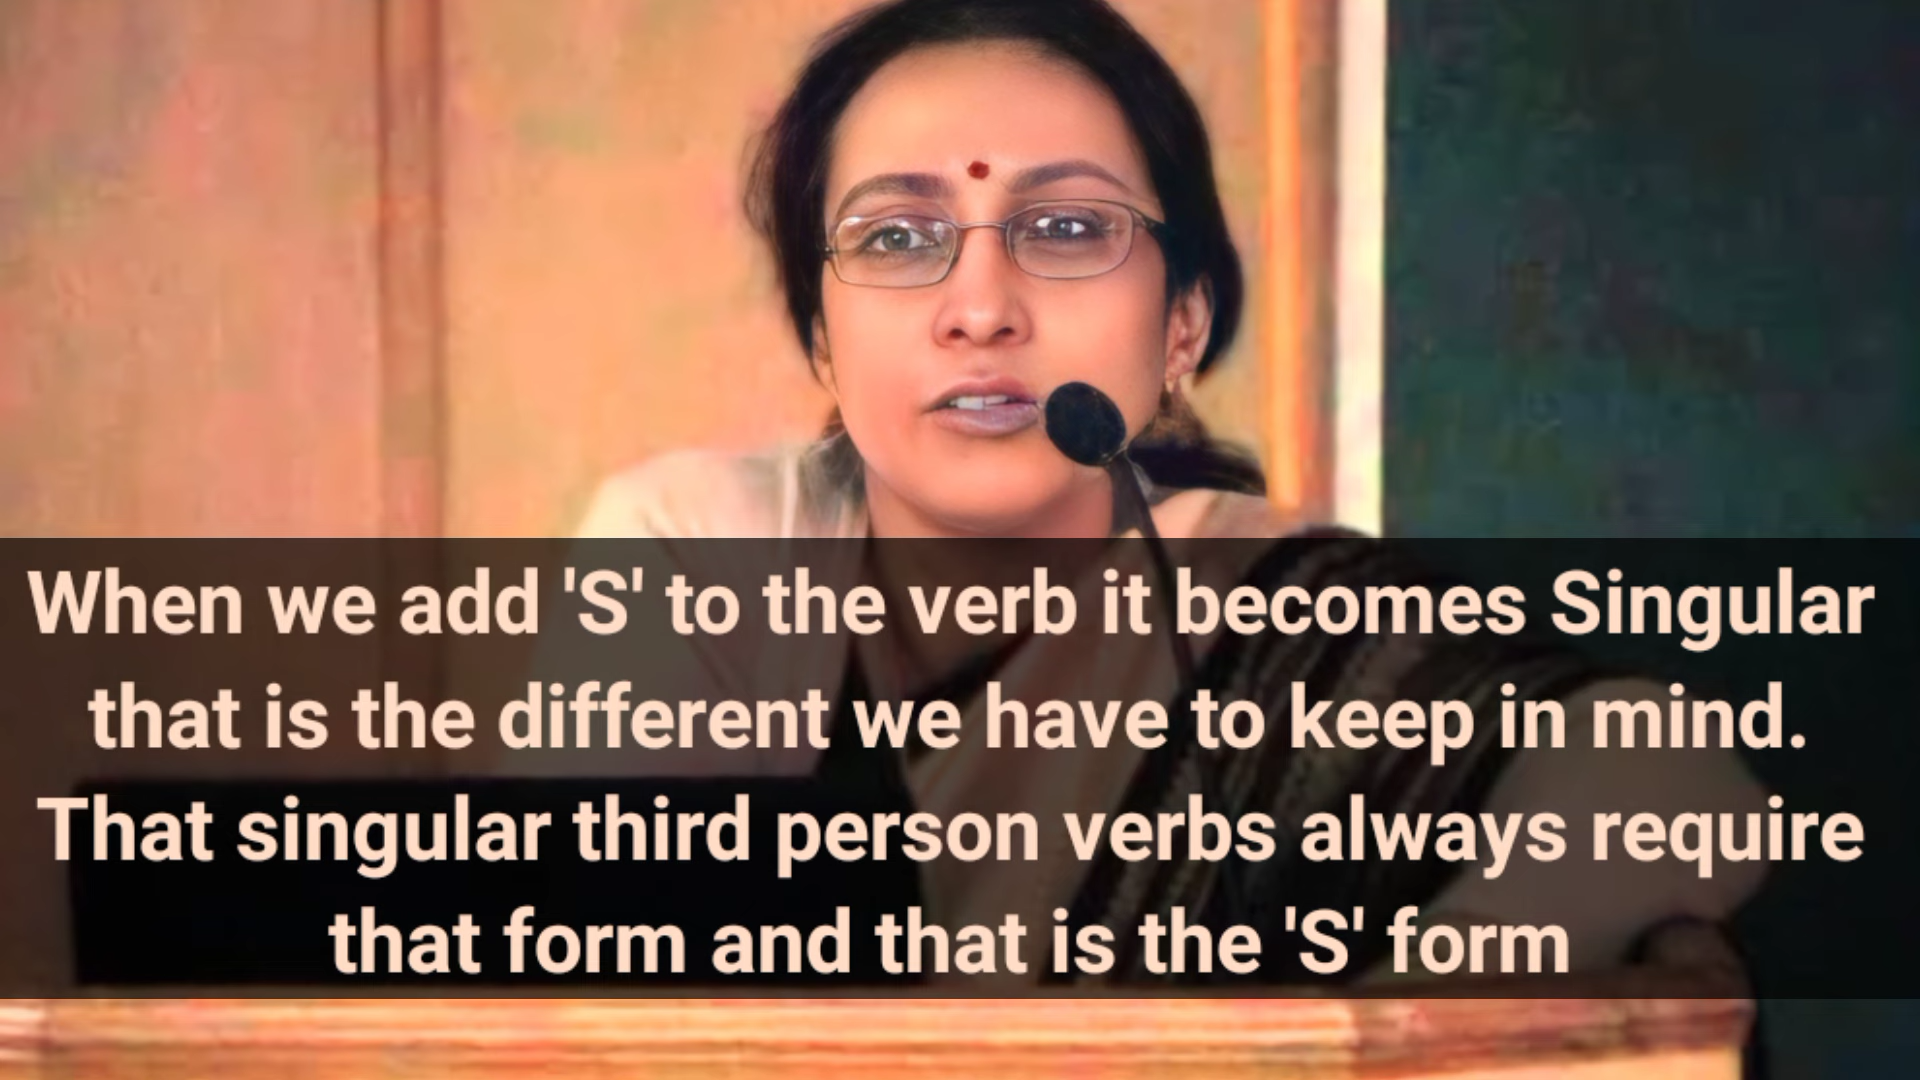 When we add 'S' to the verb it becomes Singular
that is the different we have to keep in mind.
That singular third person verbs always require
that form and that is the 'S' form